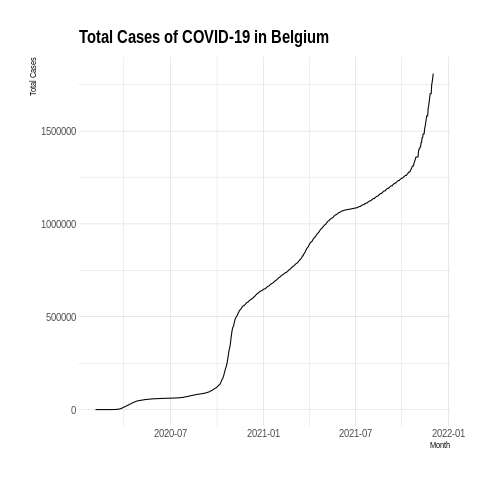 Total Cases of COVID-19 in Belgium
Total Cases
1500000
1000000
500000
0
2020-07 2021-01 2021-07 2022-01
Month